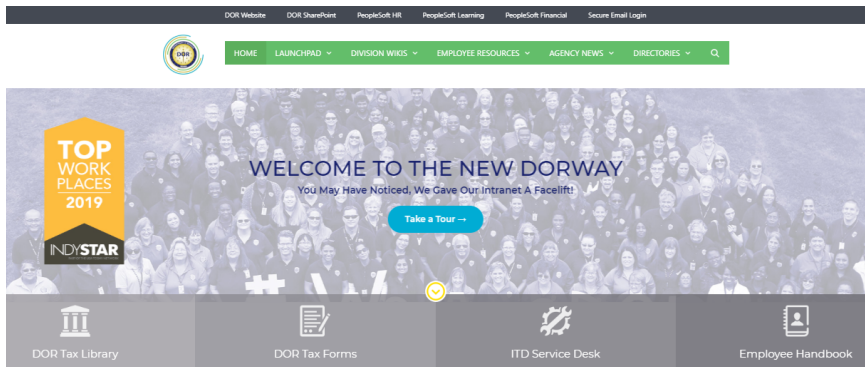 DOR Website DOR SharePoint PeopleSoft HR PeopleSoft Learning PeopleSoft Financial Secure Email Login
DOR
HOME LAUNCHPAD DIVISION WIKIS EMPLOYEE RESOURCES AGENCY NEWS DIRECTORIES
TOP
WORK
PLACES
2019
INDYSTAR
WELCOME TO THE NEW DORWAY
You May Have Noticed, We Gave Our Intranet A Facelift!
Take a Tour →
DOR Tax Library DOR Tax Forms ITD Service Desk Employee Handbook